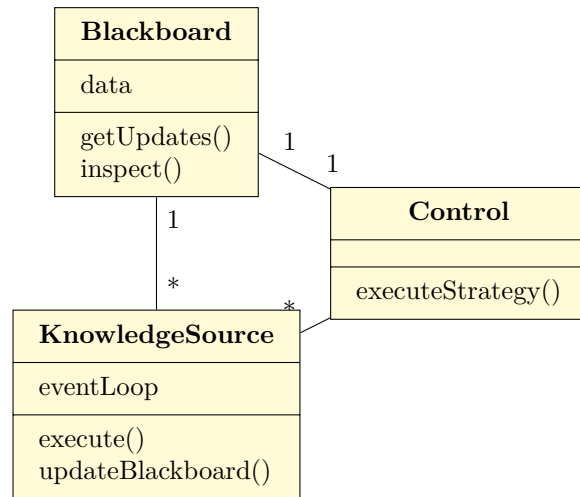 Blackboard
data
getUpdates()
inspect()
1
1
Control
executeStrategy()
1
*
*
KnowledgeSource
eventLoop
execute()
updateBlackboard()